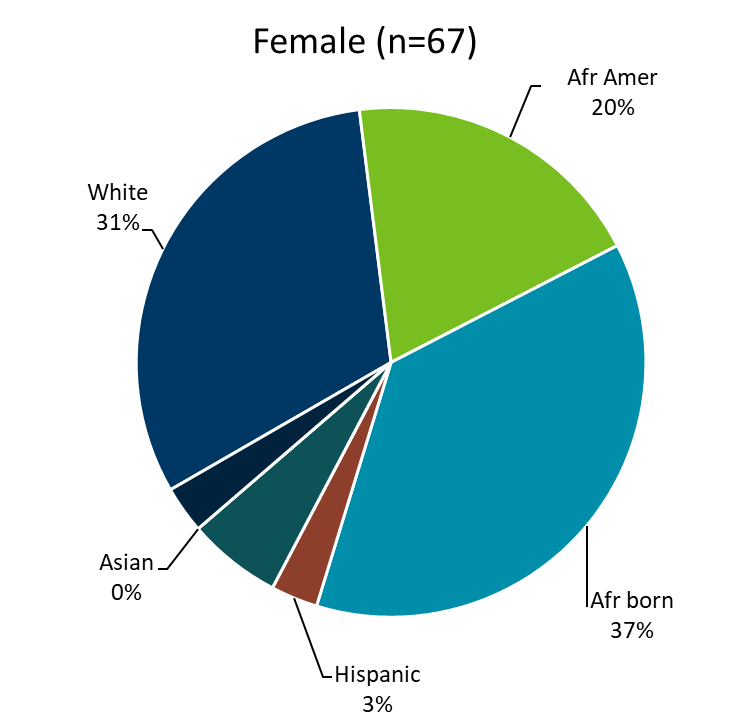 Female (n=67)
Afr Amer
20%
White
31%
Asian
0%
Afr born
37%
Hispanic
3%